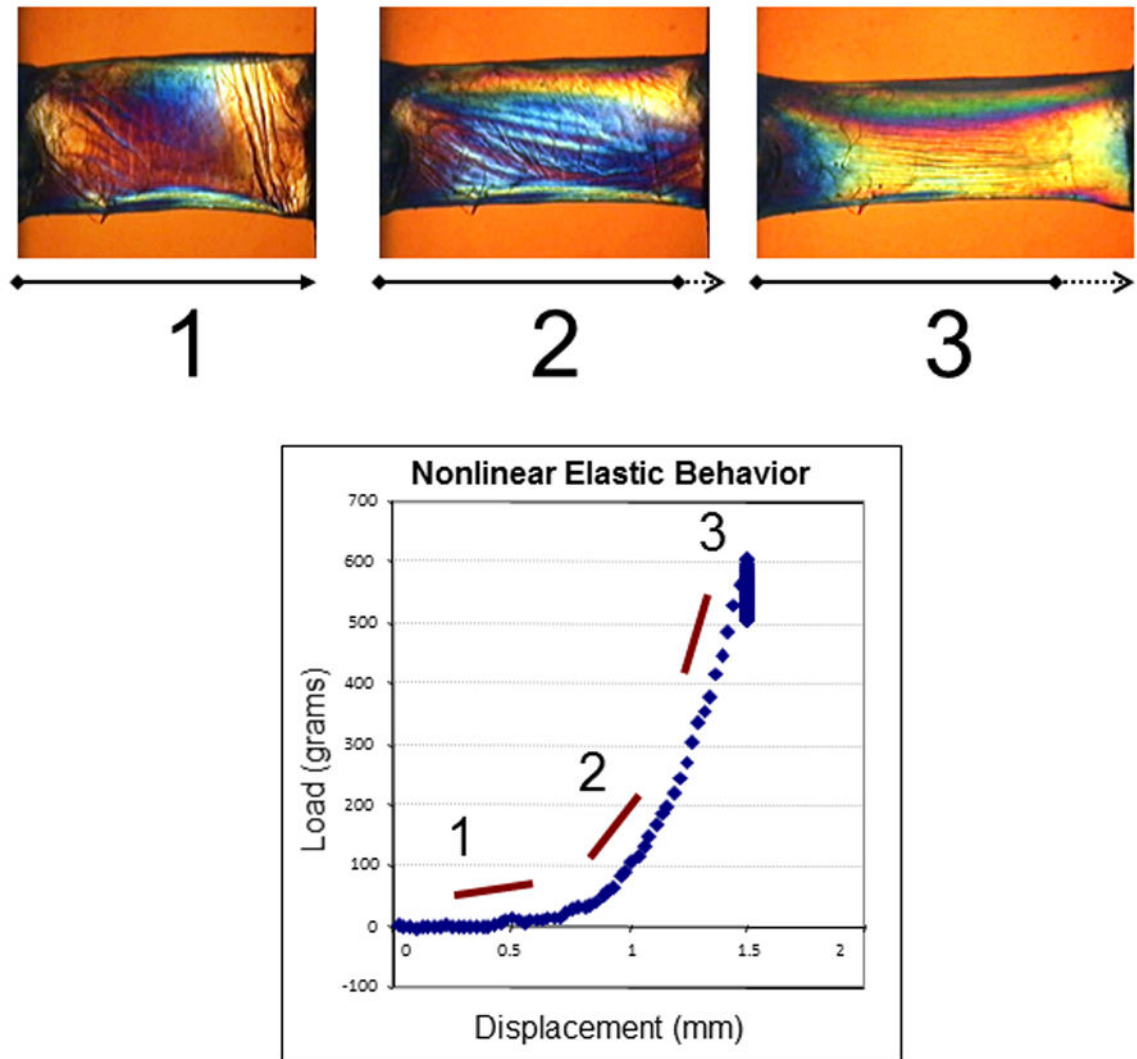 1 2 3
Nonlinear Elastic Behavior
700
600
500
400
300
200
100
0
-100
3
2
1
0 0.5 1 1.5 2
Load (grams)
Displacement (mm)